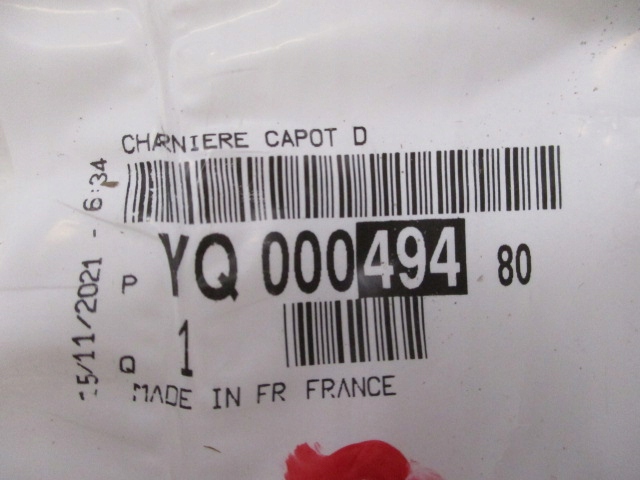 CHARNIERE CAPOT D
P YQ 000494 80
Q 1
MADE IN FR FRANCE
15/11/2021 - 6:34